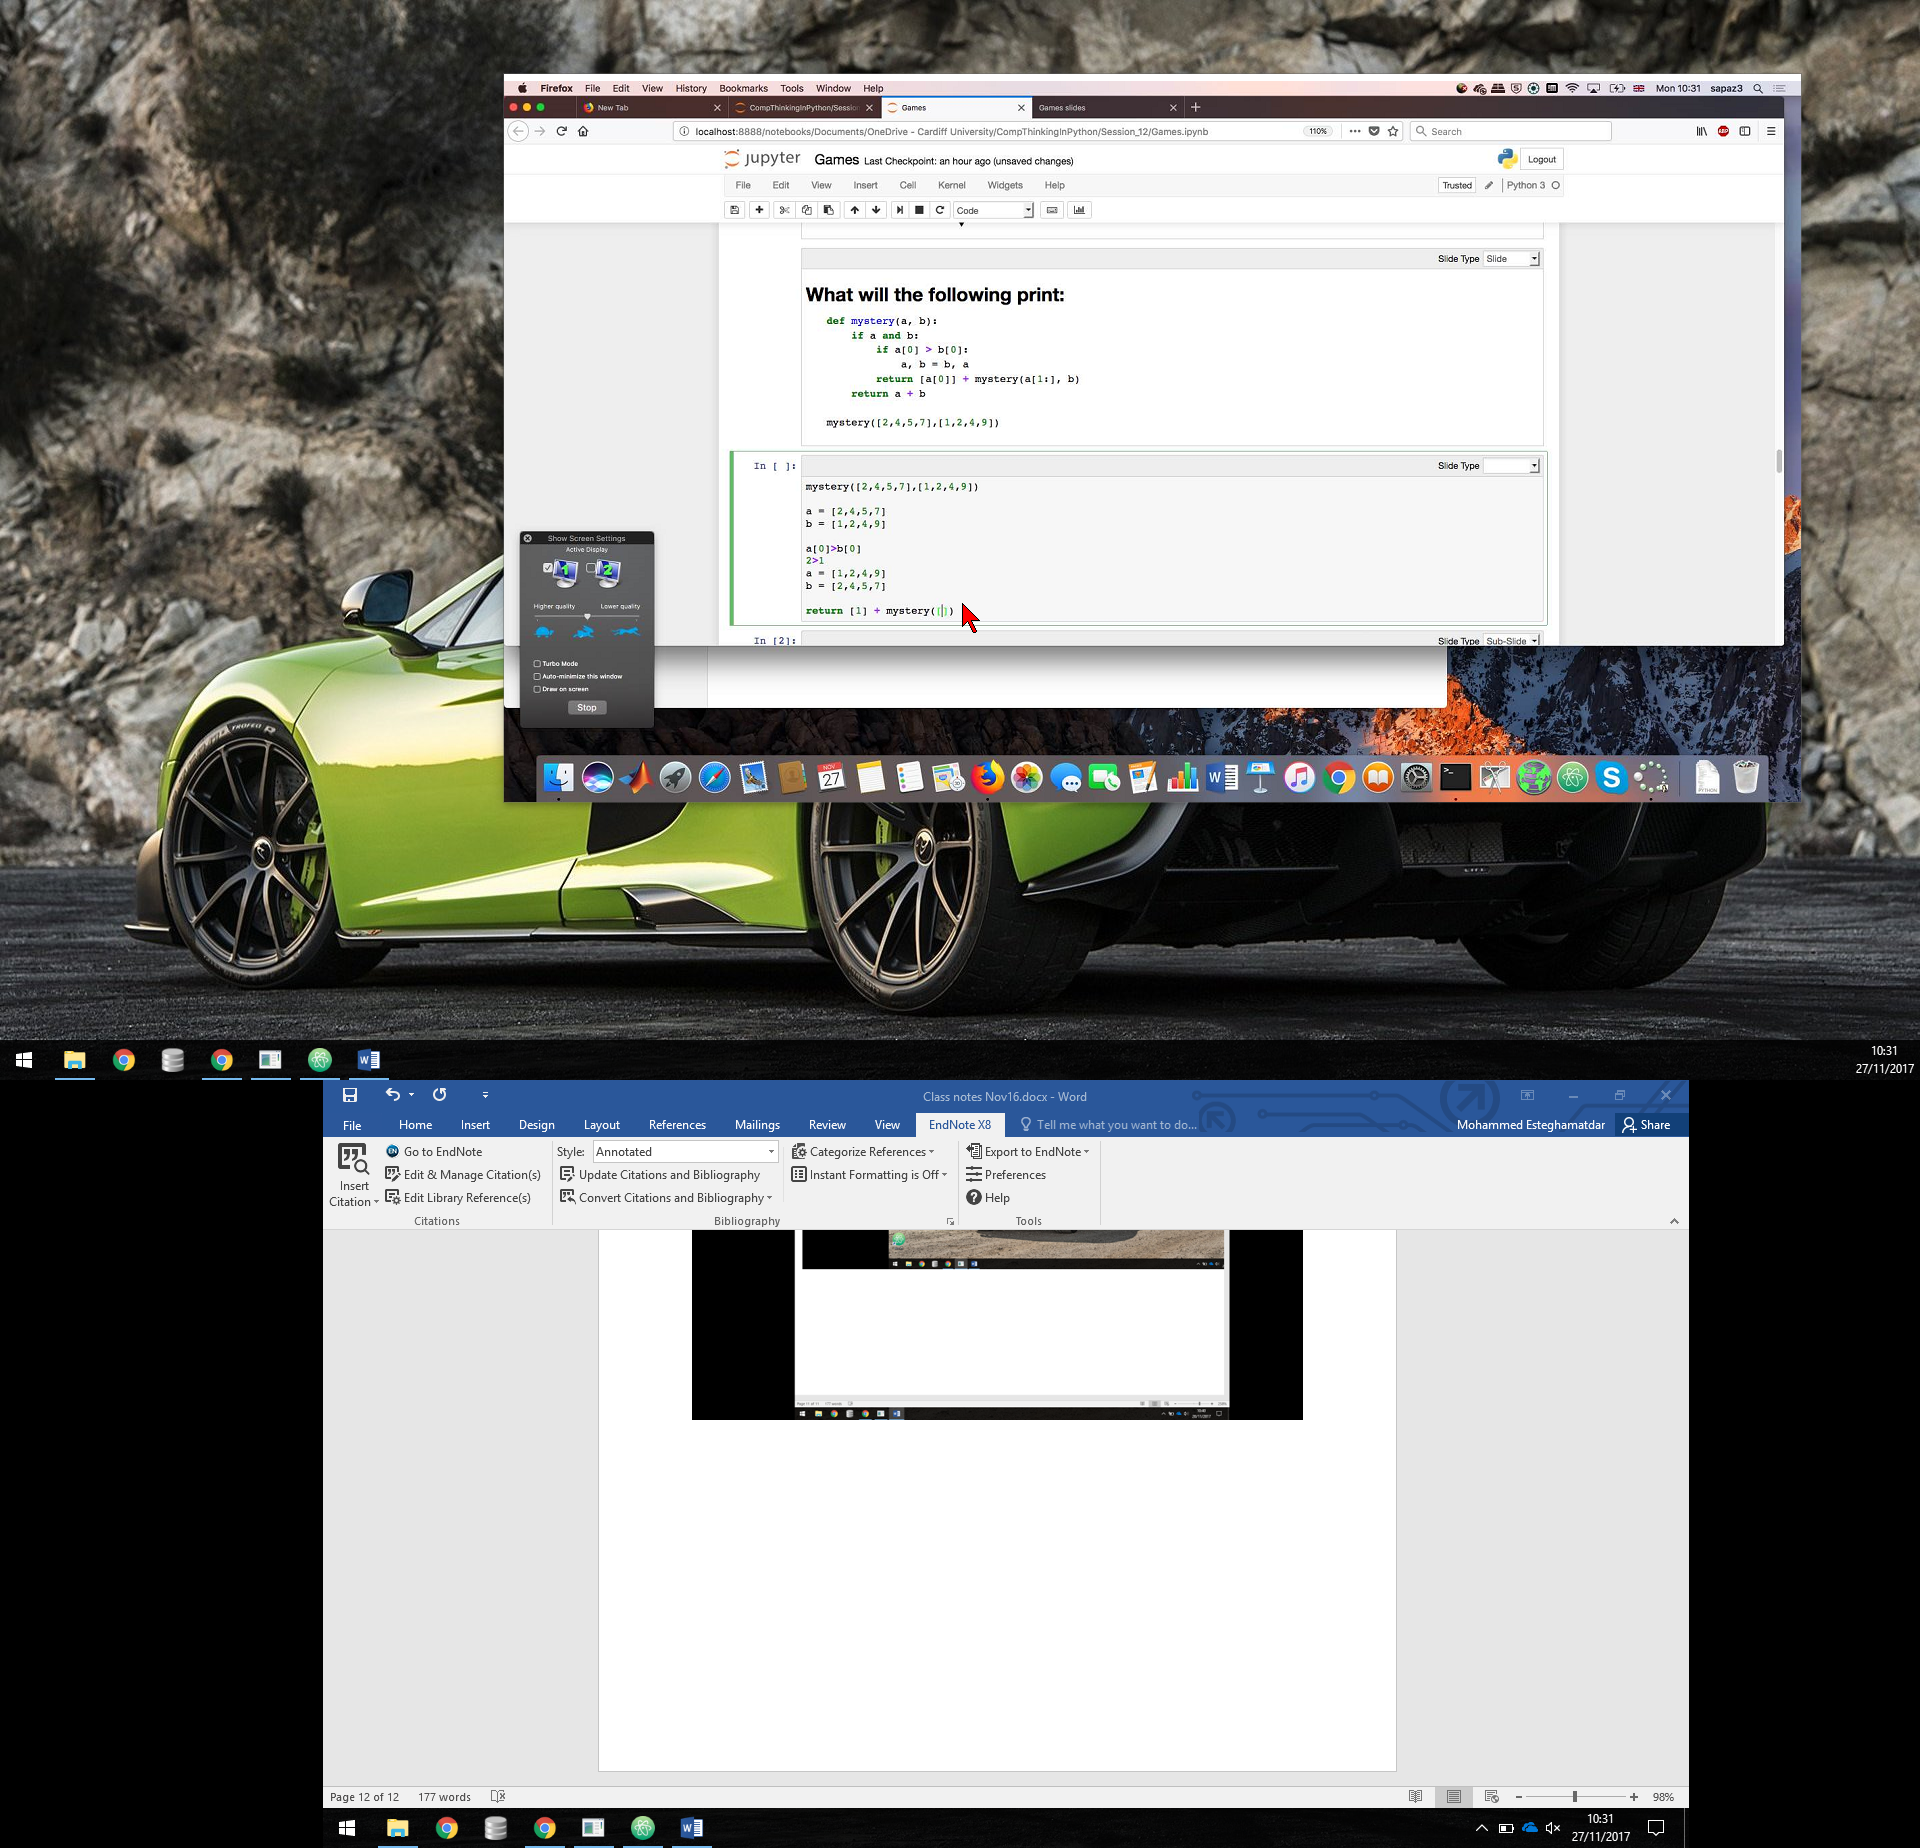 Firefox File Edit View History Bookmarks Tools Window Help Mon 10:31 sapaz3
New Tab CompThinkingInPython/Session Games Games slides
localhost:8888/notebooks/Documents/OneDrive - Cardiff University/CompThinkingInPython/Session_12/Games.ipynb 110% Search
jupyter Games Last Checkpoint: an hour ago (unsaved changes) Logout
File Edit View Insert Cell Kernel Widgets Help Trusted Python 3
Code
Slide Type Slide
What will the following print:
def mystery(a, b):
if a and b:
if a[0] > b[0]:
a, b = b, a
return [a[0]] + mystery(a[1:], b)
return a + b
mystery([2,4,5,7],[1,2,4,9])
In [ ]: Slide Type
mystery([2,4,5,7],[1,2,4,9])
a = [2,4,5,7]
b = [1,2,4,9]
a[0]>b[0]
2>1
a = [1,2,4,9]
b = [2,4,5,7]
return [1] + mystery([])
In [2]: Slide Type Sub-Slide
Show Screen Settings
Active Display
1 2
Higher quality Lower quality
Turbo Mode
Auto-minimize this window
Draw on screen
Stop
NOV
27
PYTHON
TROFEO R
10:31
27/11/2017
Class notes Nov16.docx - Word
File Home Insert Design Layout References Mailings Review View EndNote X8 Tell me what you want to do... Mohammed Esteghamatdar Share
Insert Citation
Go to EndNote
Edit & Manage Citation(s)
Edit Library Reference(s)
Citations
Style: Annotated
Update Citations and Bibliography
Convert Citations and Bibliography
Bibliography
Categorize References
Instant Formatting is Off
Export to EndNote
Preferences
Help
Tools
Page 12 of 12 177 words 98%
10:31
27/11/2017